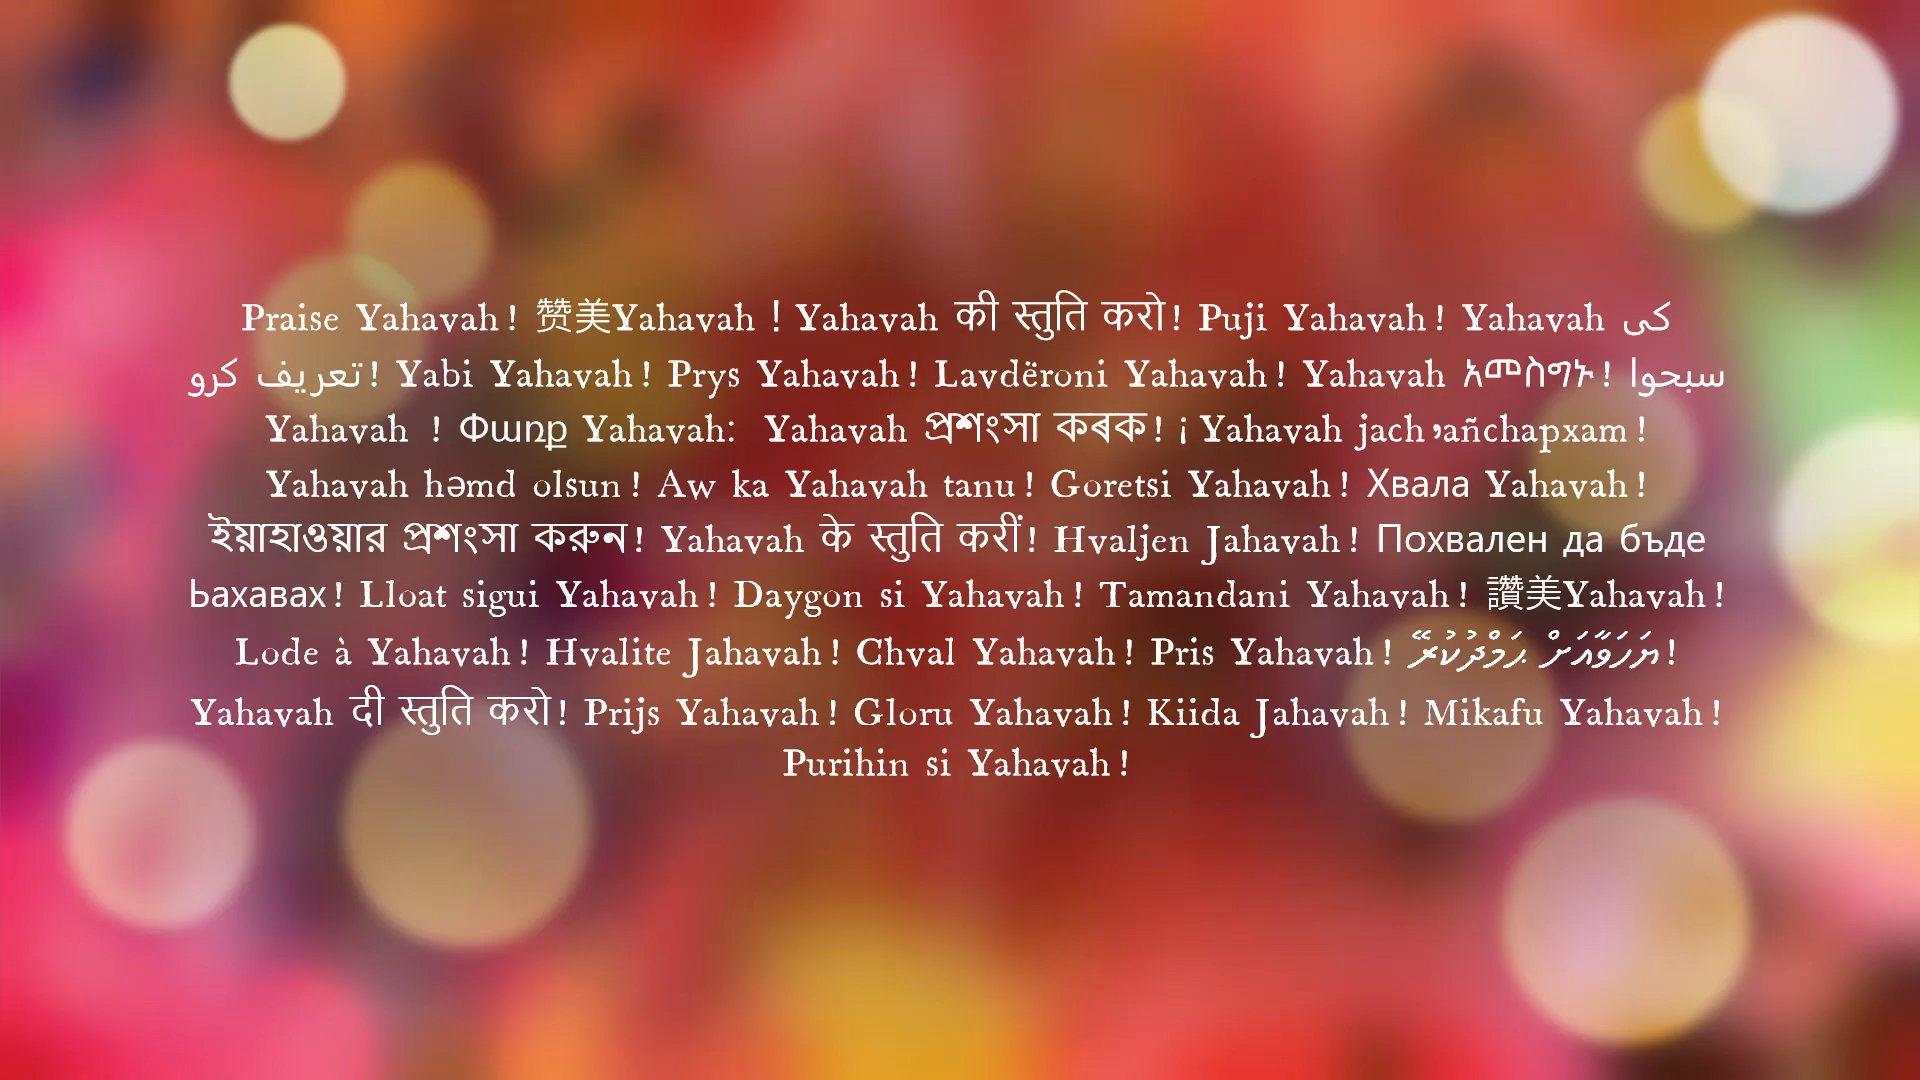 Praise Yahavah! 赞美Yahavah！Yahavah की स्तुति करो! Puji Yahavah! Yahavah کی
تعریف کرو! Yabi Yahavah! Prys Yahavah! Lavdëroni Yahavah! Yahavah አመስግኑ! سبحوا
Yahavah ! Փառք Yahavah: Yahavah প্ৰশংসা কৰক! ¡Yahavah jach’añchapxam!
Yahavah həmd olsun! Aw ka Yahavah tanu! Goretsi Yahavah! Хвала Yahavah!
ইয়াহাওয়ার প্রশংসা করুন! Yahavah के स्तुति करीं! Hvaljen Jahavah! Похвален да бъде
Ьахавах! Lloat sigui Yahavah! Daygon si Yahavah! Tamandani Yahavah! 讚美Yahavah!
Lode à Yahavah! Hvalite Jahavah! Chval Yahavah! Pris Yahavah! ޔަހަވާއަށް ޙަމްދުކުރޭ!
Yahavah दी स्तुति करो! Prijs Yahavah! Gloru Yahavah! Kiida Jahavah! Mikafu Yahavah!
Purihin si Yahavah!